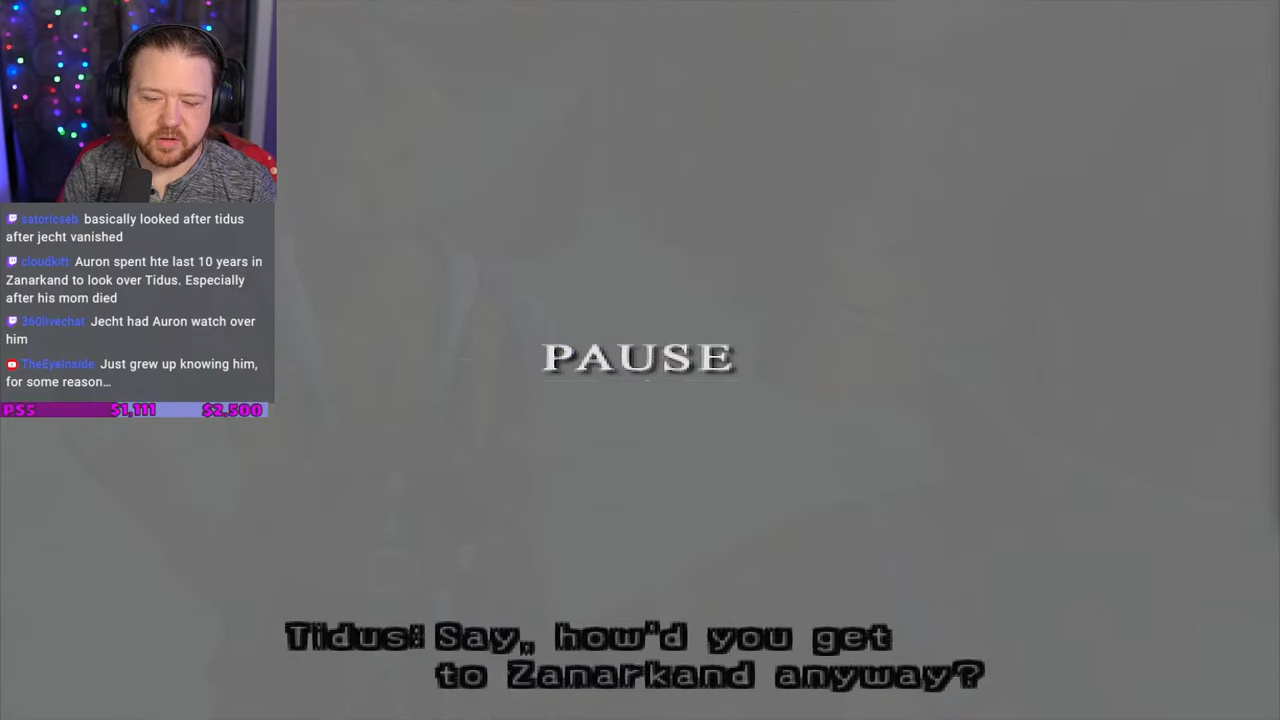 satoricseb basically looked after tidus
after jecht vanished
cloudkitt Auron spent hte last 10 years in
Zanarkand to look over Tidus. Especially
after his mom died
360livechat Jecht had Auron watch over
him
TheEyeInside Just grew up knowing him,
for some reason…
PS5 $1,111 $2,500
PAUSE
Tidus: Say, how'd you get
to Zanarkand anyway?